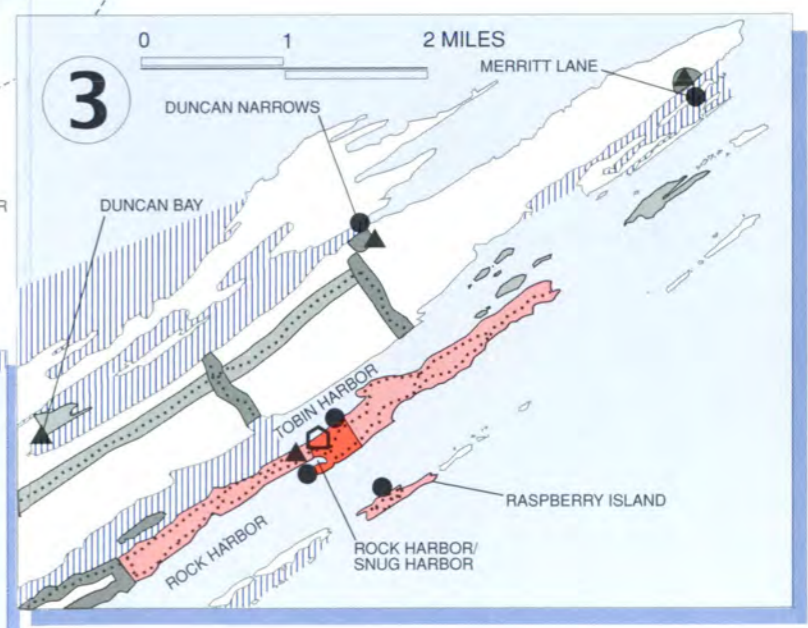 0 1 2 MILES
3
MERRITT LANE
DUNCAN NARROWS
R
DUNCAN BAY
TOBIN HARBOR
RASPBERRY ISLAND
ROCK HARBOR
ROCK HARBOR/
SNUG HARBOR